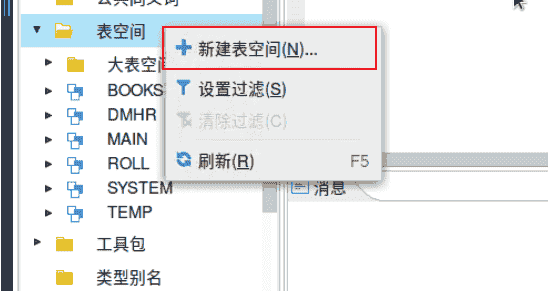 公共同义词
表空间
新建表空间(N)...
大表空间
BOOKS
设置过滤(S)
DMHR
清除过滤(C)
MAIN
ROLL
刷新(R) F5
SYSTEM
消息
TEMP
工具包
类型别名